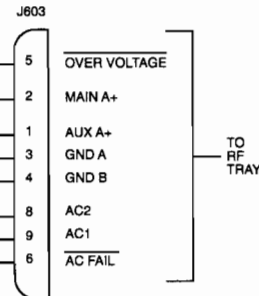 J603
5 OVER VOLTAGE
2 MAIN A+
1 AUX A+
3 GND A
4 GND B
8 AC2
9 AC1
6 AC FAIL
TO
RF
TRAY